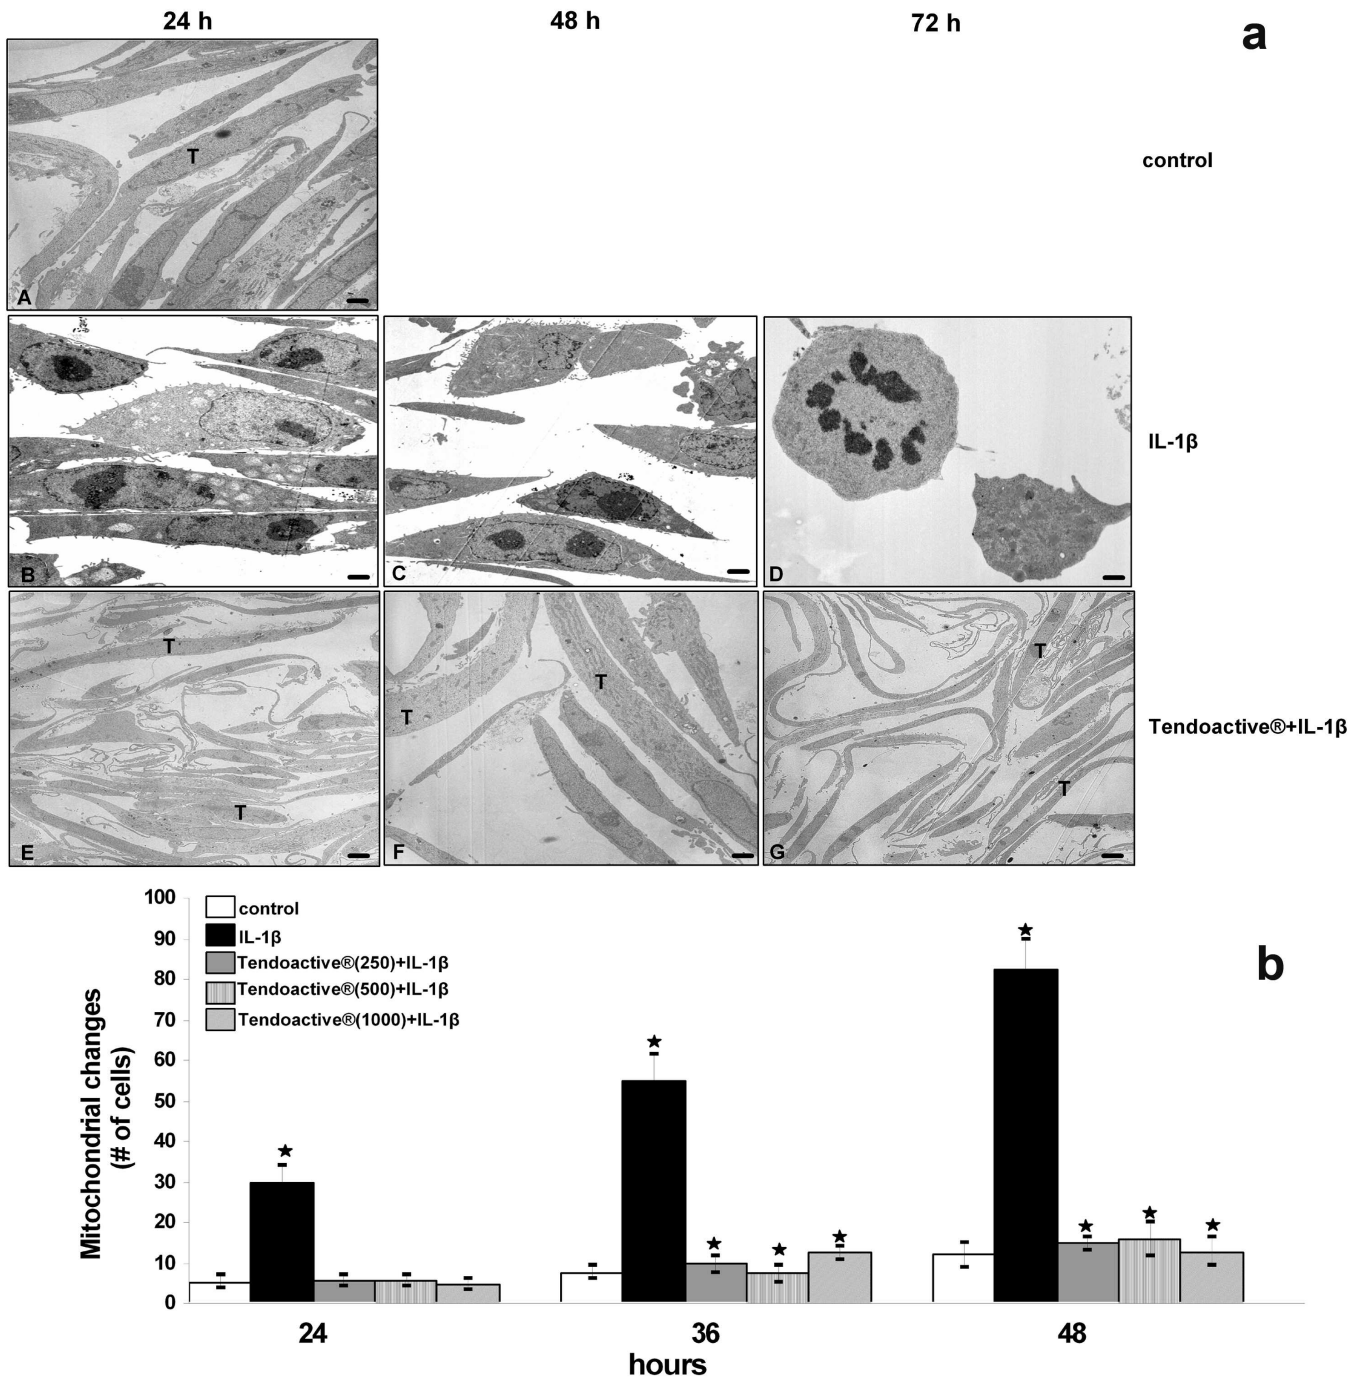 24 h
48 h
72 h
a
control
T
A
IL-1β
B
C
D
Tendoactive®+IL-1β
T
T
E
T
T
F
T
T
G
b
Mitochondrial changes
(# of cells)
100
90
80
70
60
50
40
30
20
10
0
control
IL-1β
Tendoactive®(250)+IL-1β
Tendoactive®(500)+IL-1β
Tendoactive®(1000)+IL-1β
24
36
48
hours